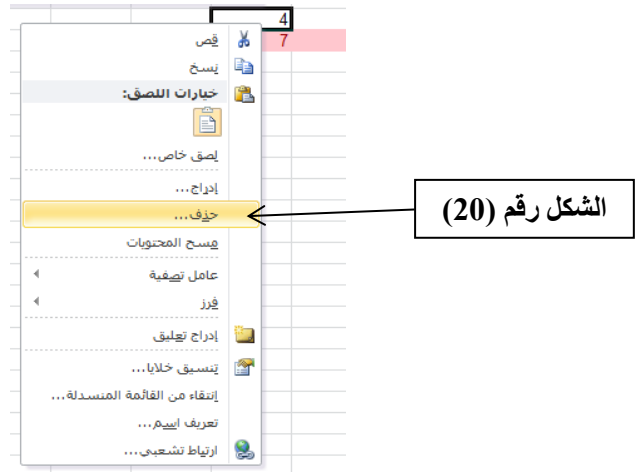 4
7
قص
نسخ
خيارات اللصق:
لصق خاص...
إدراج...
حذف...
مسح المحتويات
عامل تصفية
فرز
إدراج تعليق
تنسيق خلايا...
إنتقاء من القائمة المنسدلة...
تعريف اسم...
ارتباط تشعبي...
الشكل رقم (20)